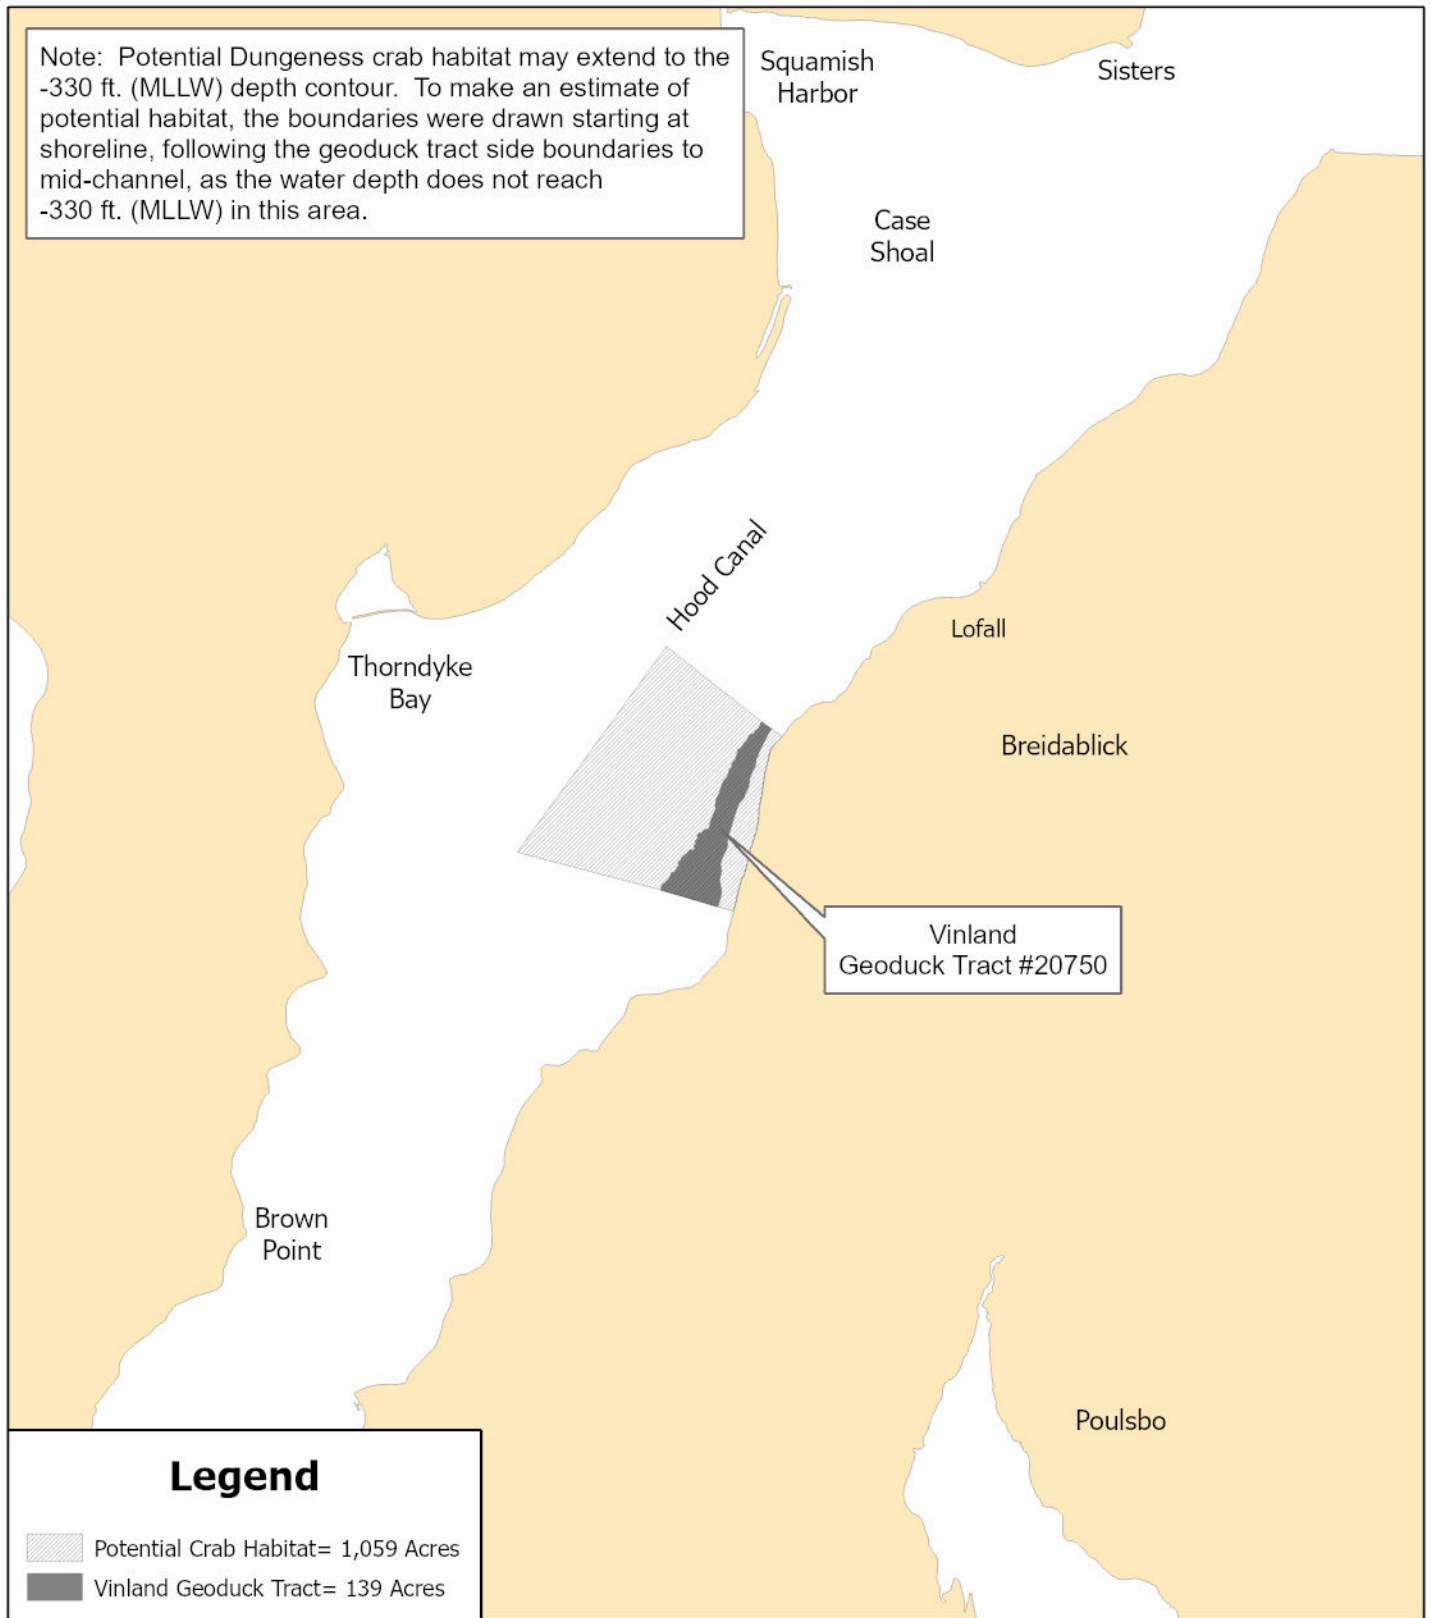 Note:  Potential Dungeness crab habitat may extend to the
-330 ft. (MLLW) depth contour.  To make an estimate of
potential habitat, the boundaries were drawn starting at
shoreline, following the geoduck tract side boundaries to
mid-channel, as the water depth does not reach
-330 ft. (MLLW) in this area.
Squamish
Harbor
Sisters
Case
Shoal
Hood Canal
Lofall
Thorndyke
Bay
Breidablick
Vinland
Geoduck Tract #20750
Brown
Point
Poulsbo
Legend
Potential Crab Habitat= 1,059 Acres
Vinland Geoduck Tract= 139 Acres